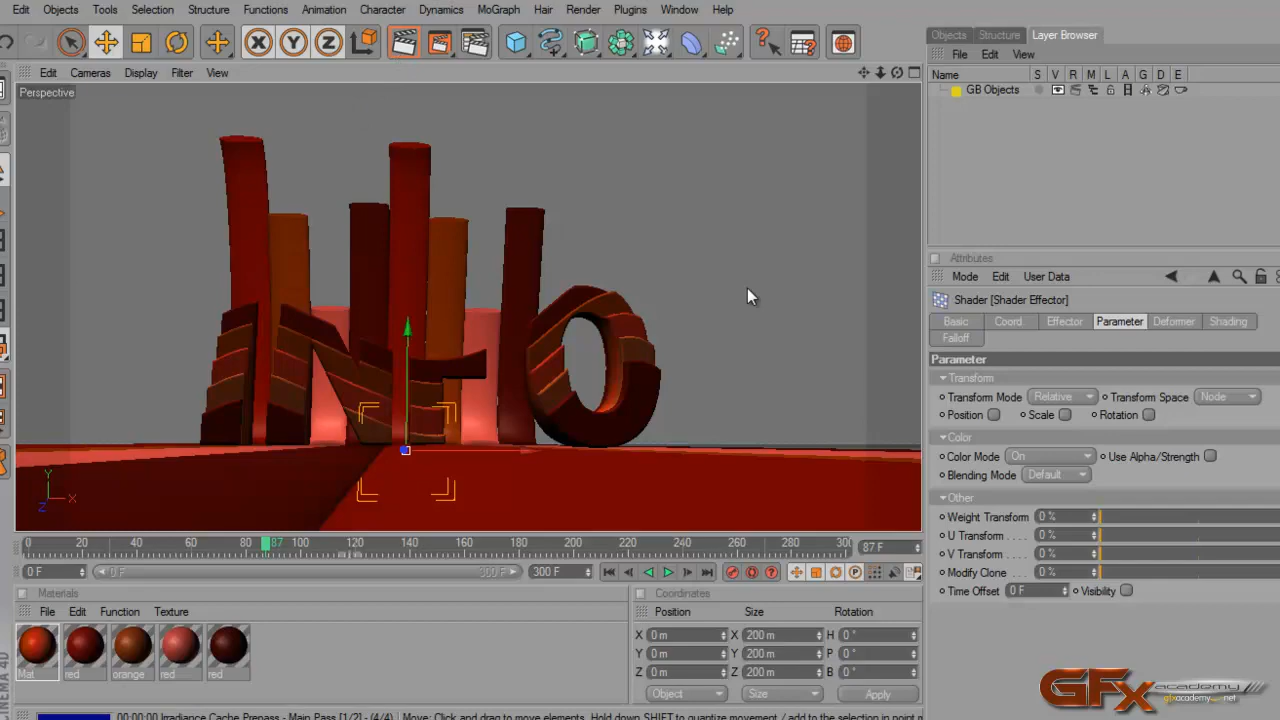 Edit Objects Tools Selection Structure Functions Animation Character Dynamics MoGraph Hair Render Plugins Window Help
X Y Z
Objects Structure Layer Browser
File Edit View
Name S V R M L A G D E
GB Objects
Edit Cameras Display Filter View
Perspective
Y
X
Z
Attributes
Mode Edit User Data
Shader [Shader Effector]
Basic Coord. Effector Parameter Deformer Shading
Falloff
Parameter
Transform
Transform Mode Relative Transform Space Node
Position Scale Rotation
Color
Color Mode On Use Alpha/Strength
Blending Mode Default
Other
Weight Transform 0 %
U Transform . . . . 0 %
V Transform . . . . 0 %
Modify Clone . . . 0 %
Time Offset 0 F Visibility
0 20 40 60 80 87 100 120 140 160 180 200 220 240 260 280 300 87 F
0 F 0 F 300 F 300 F
Materials
File Edit Function Texture
Mat red orange red red
Coordinates
Position Size Rotation
X 0 m X 200 m H 0 °
Y 0 m Y 200 m P 0 °
Z 0 m Z 200 m B 0 °
Object Size Apply
CINEMA 4D
GFx academy
gfxacademy.net
00:00:00 Irradiance Cache Prepass - Main Pass [1/2] - (4/4) Move: Click and drag to move elements. Hold down SHIFT to quantize movement / add to the selection in point m